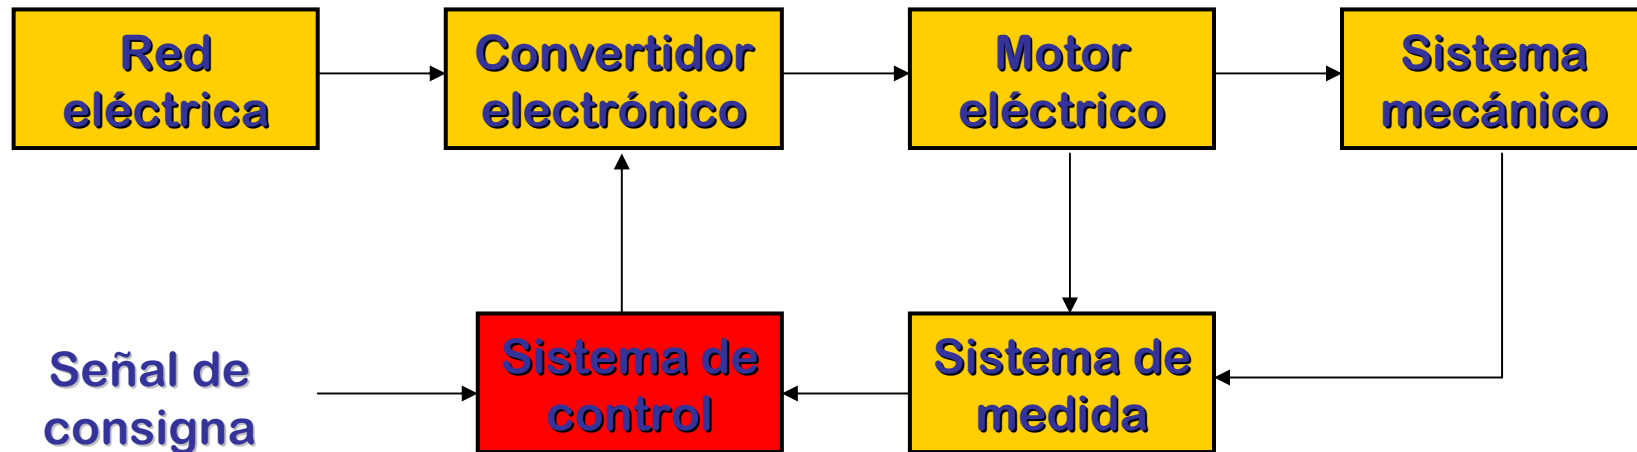 Red
eléctrica
Convertidor
electrónico
Motor
eléctrico
Sistema
mecánico
Señal de
consigna
Sistema de
control
Sistema de
medida